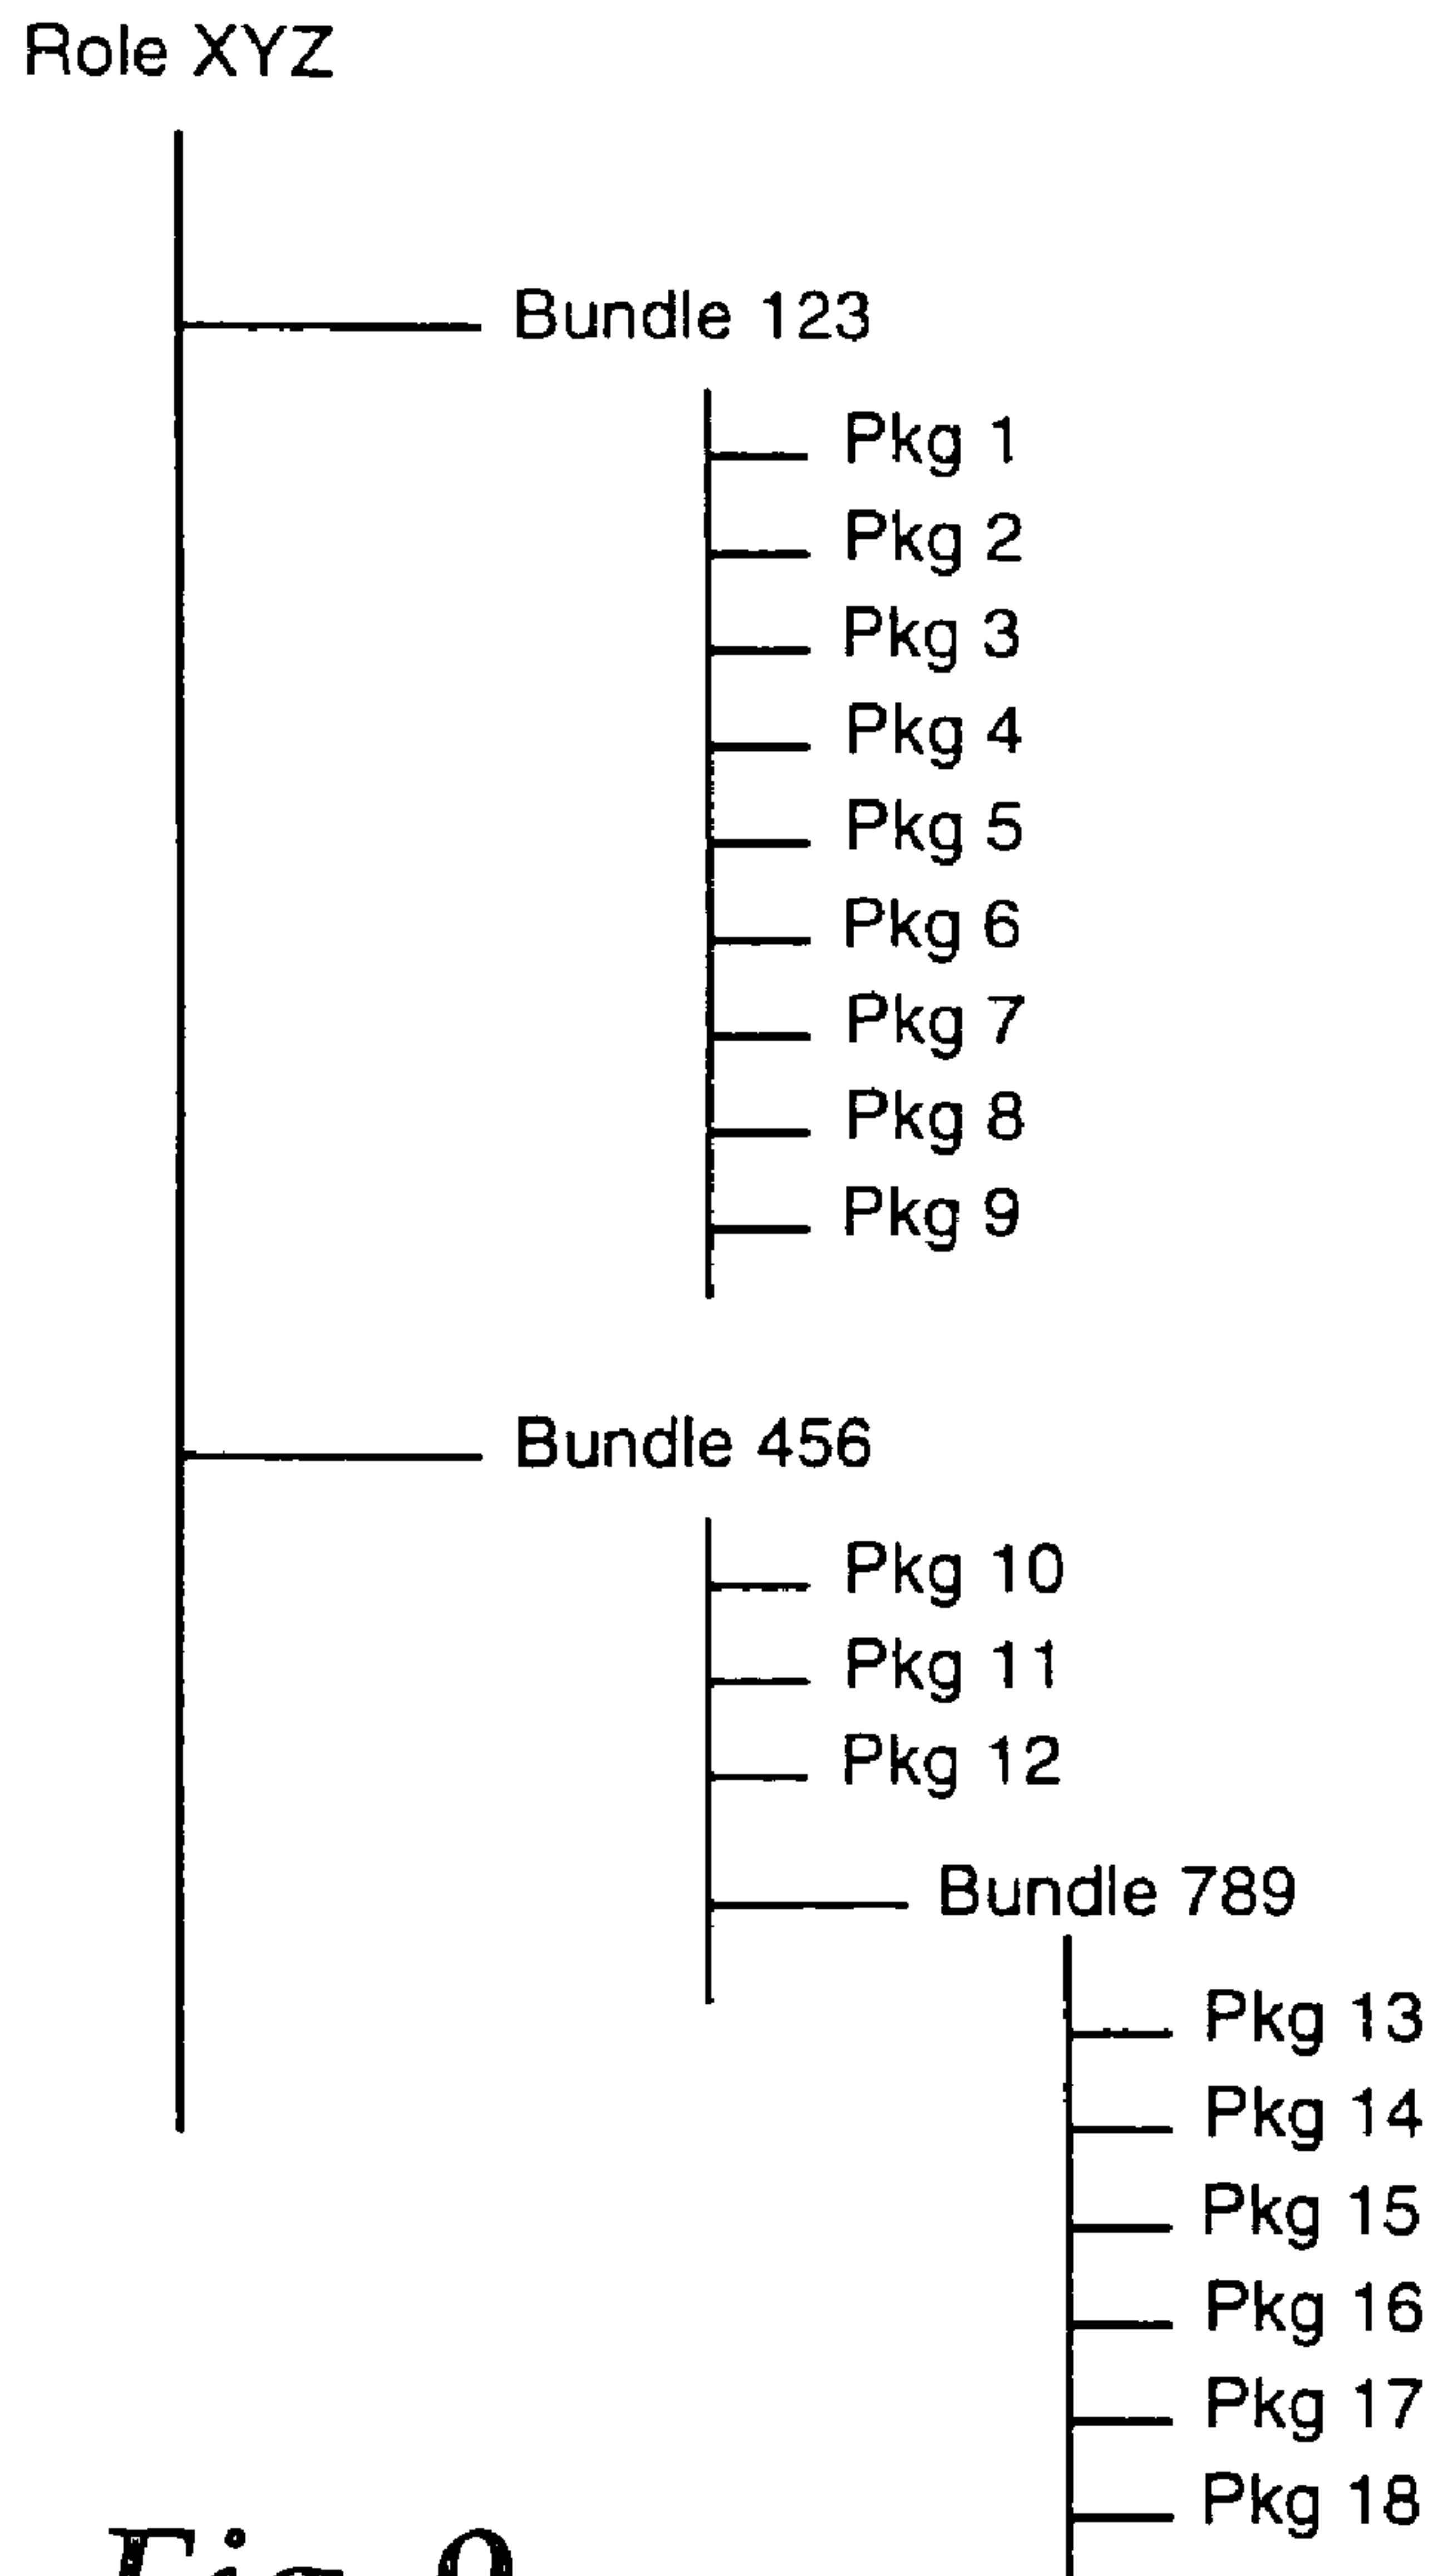 Role XYZ
Bundle 123
Pkg 1
Pkg 2
Pkg 3
Pkg 4
Pkg 5
Pkg 6
Pkg 7
Pkg 8
Pkg 9
Bundle 456
Pkg 10
Pkg 11
Pkg 12
Bundle 789
Pkg 13
Pkg 14
Pkg 15
Pkg 16
Pkg 17
Pkg 18